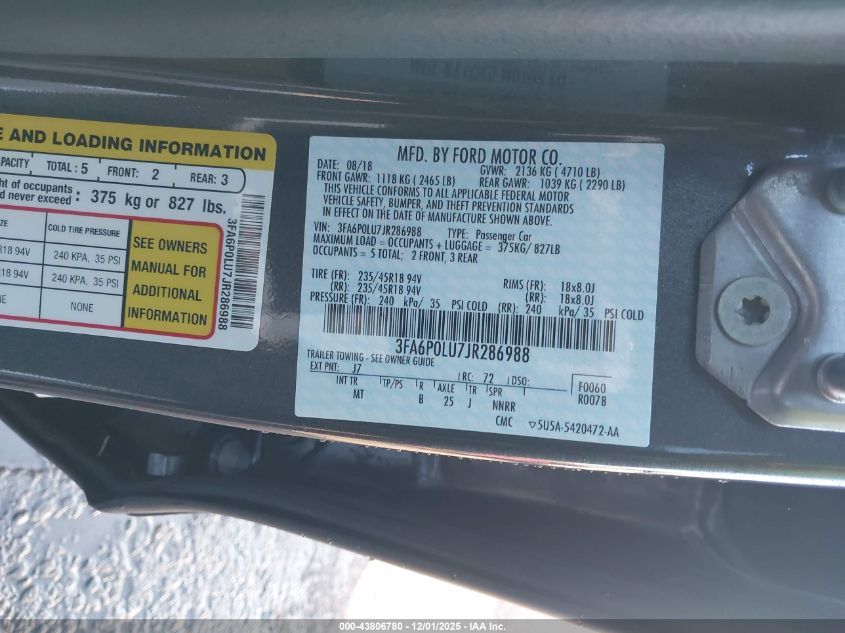 E AND LOADING INFORMATION
PACITY TOTAL : 5 FRONT: 2 REAR: 3
ht of occupants
d never exceed : 375 kg or 827 lbs.
ZE COLD TIRE PRESSURE
R18 94V 240 KPA, 35 PSI
R18 94V 240 KPA, 35 PSI
NE NONE
SEE OWNERS
MANUAL FOR
ADDITIONAL
INFORMATION
3FA6P0LU7JR286988
MFD. BY FORD MOTOR CO.
DATE: 08/18 GVWR: 2136 KG ( 4710 LB)
FRONT GAWR: 1118 KG ( 2465 LB) REAR GAWR: 1039 KG ( 2290 LB)
THIS VEHICLE CONFORMS TO ALL APPLICABLE FEDERAL MOTOR
VEHICLE SAFETY, BUMPER, AND THEFT PREVENTION STANDARDS
IN EFFECT ON THE DATE OF MANUFACTURE SHOWN ABOVE.
VIN: 3FA6P0LU7JR286988 TYPE: Passenger Car
MAXIMUM LOAD = OCCUPANTS + LUGGAGE = 375KG/ 827LB
OCCUPANTS = 5 TOTAL: 2 FRONT, 3 REAR
TIRE (FR): 235/45R18 94V RIMS (FR): 18x8.0J
(RR): 235/45R18 94V (RR): 18x8.0J
PRESSURE (FR): 240 kPa/ 35 PSI COLD (RR): 240 kPa/ 35 PSI COLD
3FA6P0LU7JR286988
TRAILER TOWING - SEE OWNER GUIDE
EXT PNT: J7 RC: 72 DSO: F0060
INT TR TP/PS R AXLE TR SPR R0078
MT B 25 J NNRR
CMC ▽5U5A-5420472-AA
000-43806780 - 12/01/2025 - IAA, Inc.